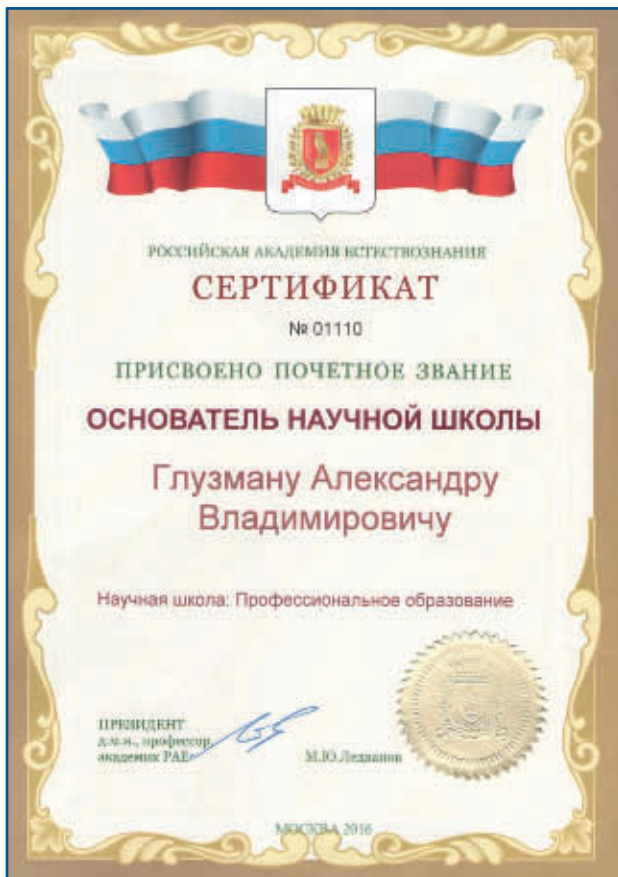 РОССИЙСКАЯ АКАДЕМИЯ ЕСТЕСТВОЗНАНИЯ
СЕРТИФИКАТ
№ 01110
ПРИСВОЕНО ПОЧЕТНОЕ ЗВАНИЕ
ОСНОВАТЕЛЬ НАУЧНОЙ ШКОЛЫ
Глузману Александру
Владимировичу
Научная школа: Профессиональное образование
ПРЕЗИДЕНТ
д.м.н., профессор
академик РАЕ
М.Ю.Ледванов
МОСКВА 2016